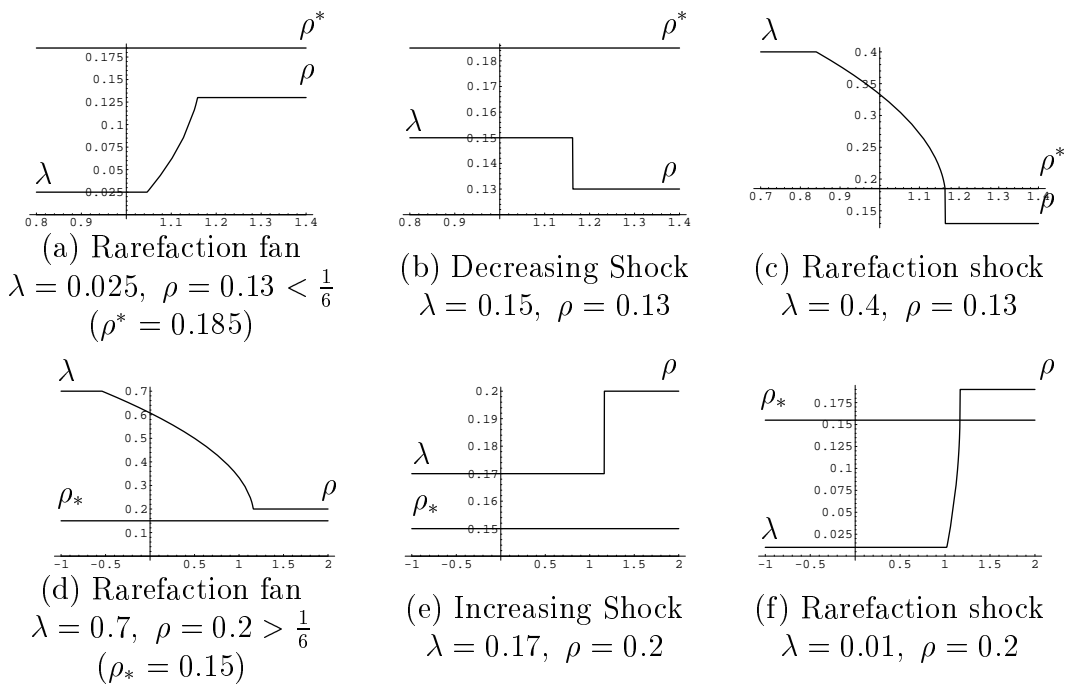 ρ*
0.175
0.15
0.125
0.1
0.075
0.05
0.025
ρ
λ
0.8 0.9 1.1 1.2 1.3 1.4
(a) Rarefaction fan
λ = 0.025, ρ = 0.13 < 1/6
(ρ* = 0.185)
ρ*
0.18
0.17
0.16
0.15
0.14
0.13
λ
ρ
0.8 0.9 1.1 1.2 1.3 1.4
(b) Decreasing Shock
λ = 0.15, ρ = 0.13
λ
0.4
0.35
0.3
0.25
0.2
0.15
ρ*
ρ
0.7 0.8 0.9 1.1 1.2 1.3 1.4
(c) Rarefaction shock
λ = 0.4, ρ = 0.13
λ
0.7
0.6
0.5
0.4
0.3
0.2
0.1
ρ
ρ*
-1 -0.5 0.5 1 1.5 2
(d) Rarefaction fan
λ = 0.7, ρ = 0.2 > 1/6
(ρ* = 0.15)
ρ
0.2
0.19
0.18
0.17
0.16
0.15
λ
ρ*
-1 -0.5 0.5 1 1.5 2
(e) Increasing Shock
λ = 0.17, ρ = 0.2
ρ
ρ*
0.175
0.15
0.125
0.1
0.075
0.05
0.025
λ
-1 -0.5 0.5 1 1.5 2
(f) Rarefaction shock
λ = 0.01, ρ = 0.2